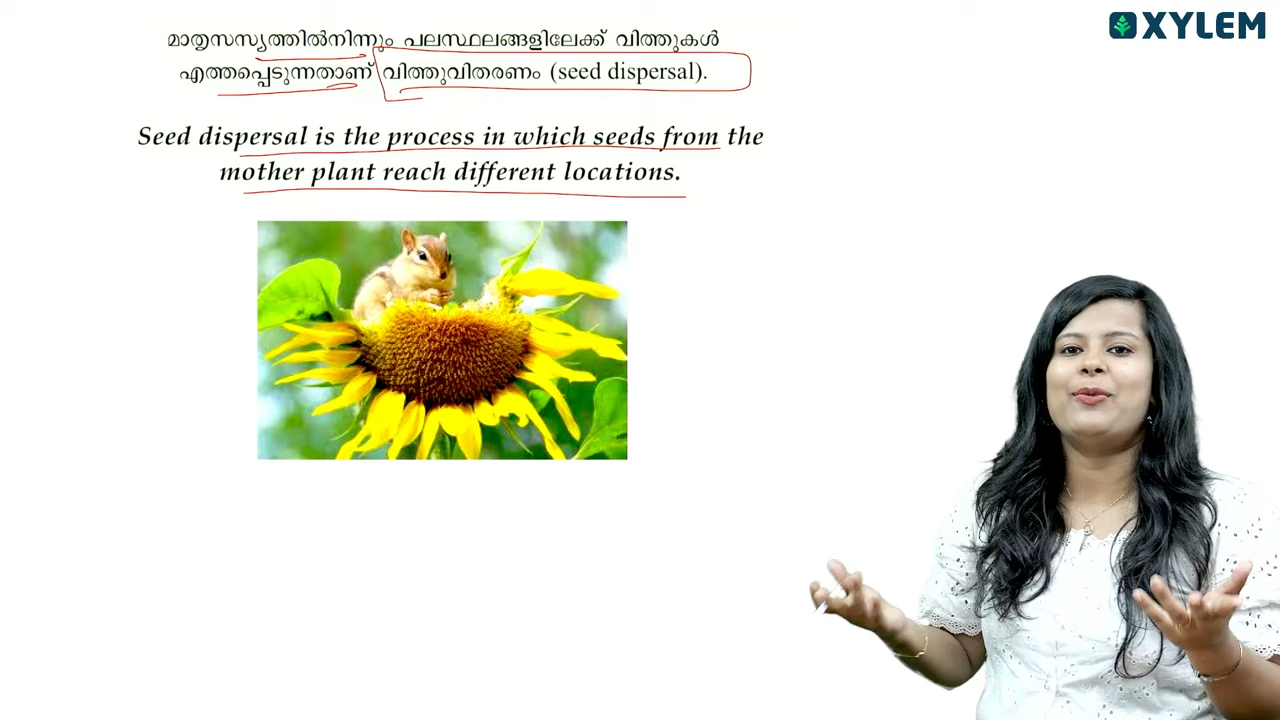 XYLEM
മാതൃസസ്യത്തിൽനിന്നും പലസ്ഥലങ്ങളിലേക്ക് വിത്തുകൾ
എത്തപ്പെടുന്നതാണ് വിത്തുവിതരണം (seed dispersal).
Seed dispersal is the process in which seeds from the
mother plant reach different locations.